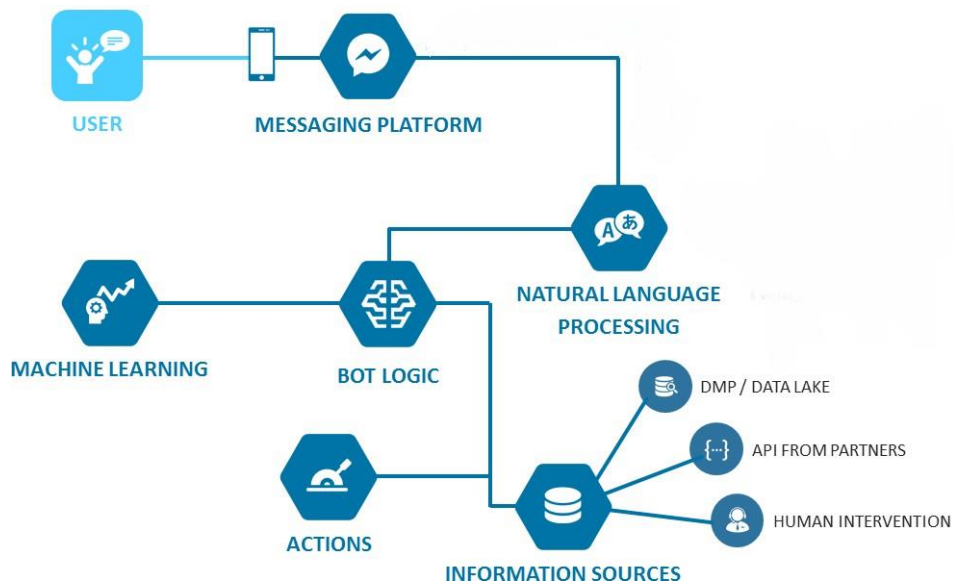 USER
MESSAGING PLATFORM
A あ
NATURAL LANGUAGE
PROCESSING
MACHINE LEARNING
BOT LOGIC
DMP / DATA LAKE
{...}
API FROM PARTNERS
HUMAN INTERVENTION
ACTIONS
INFORMATION SOURCES